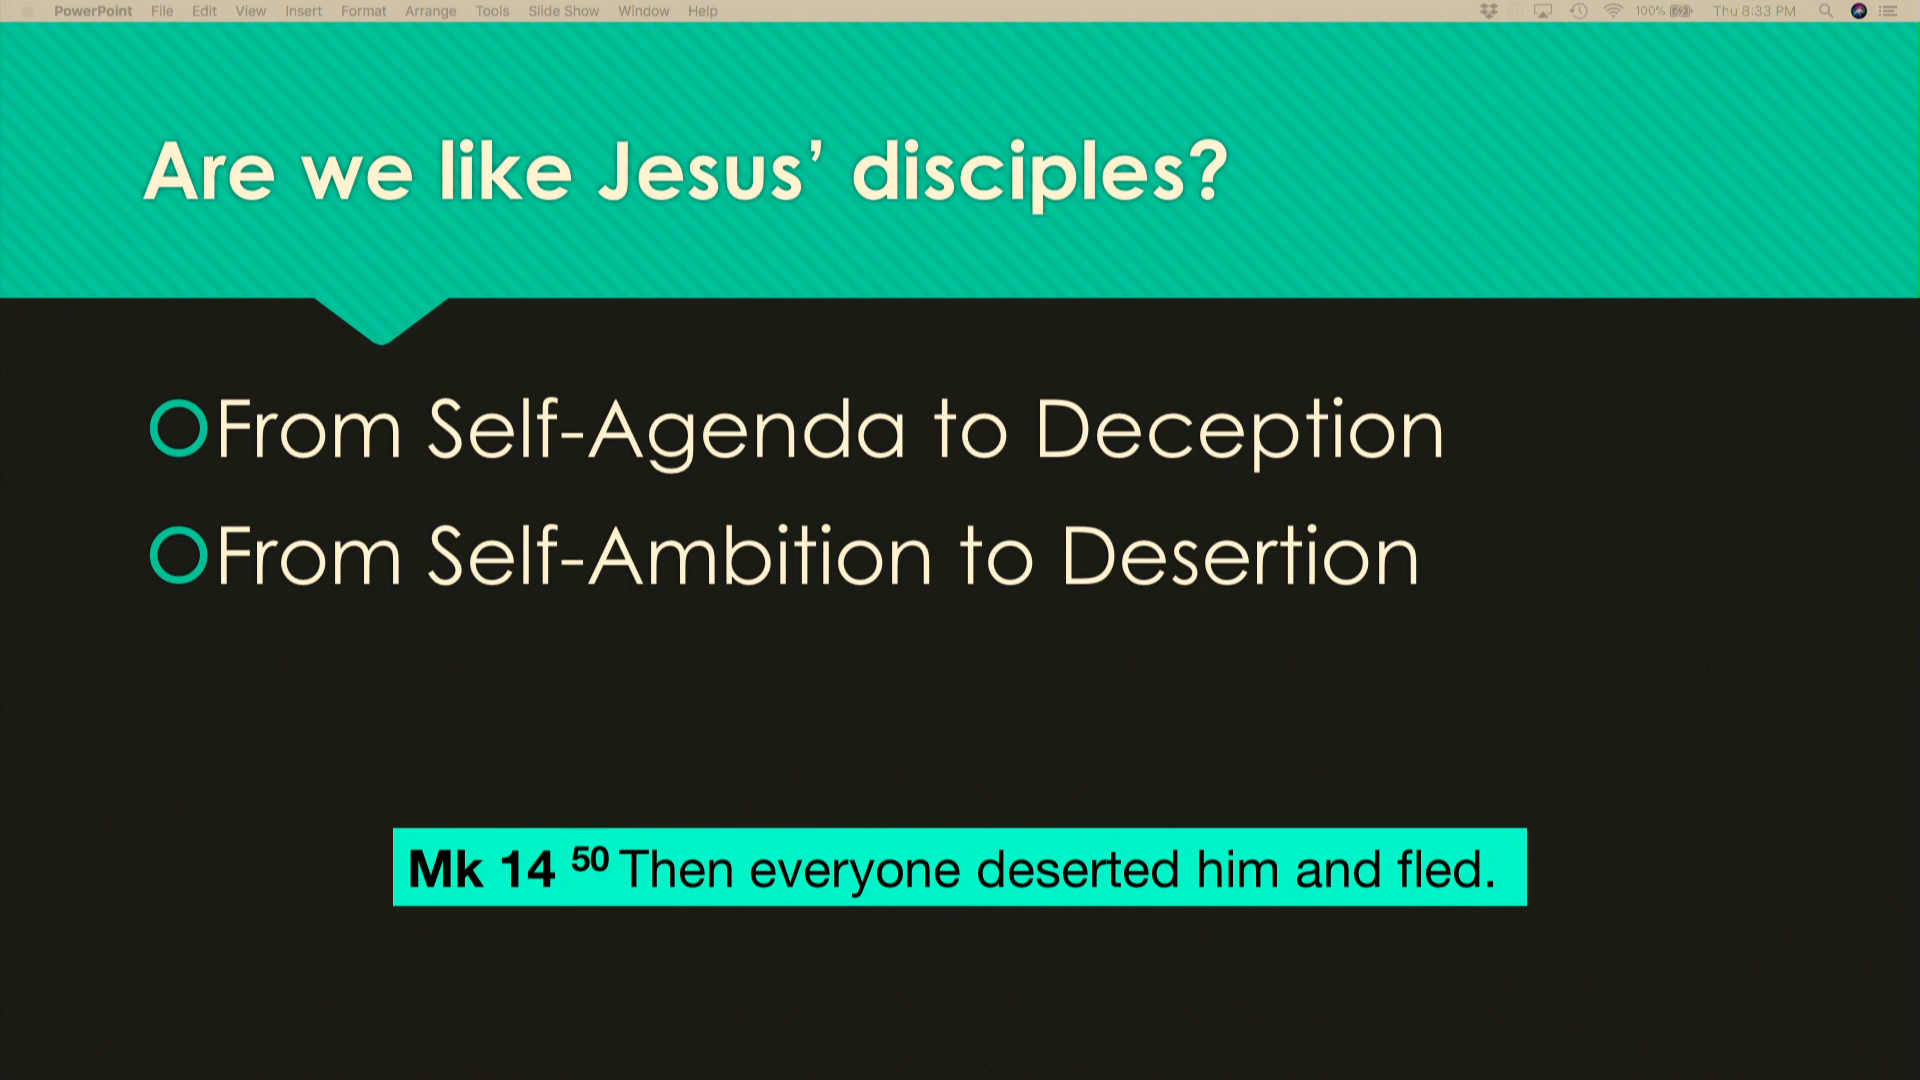 PowerPoint File Edit View Insert Format Arrange Tools Slide Show Window Help 100% Thu 8:33 PM
Are we like Jesus’ disciples?
From Self-Agenda to Deception
From Self-Ambition to Desertion
Mk 14 50 Then everyone deserted him and fled.